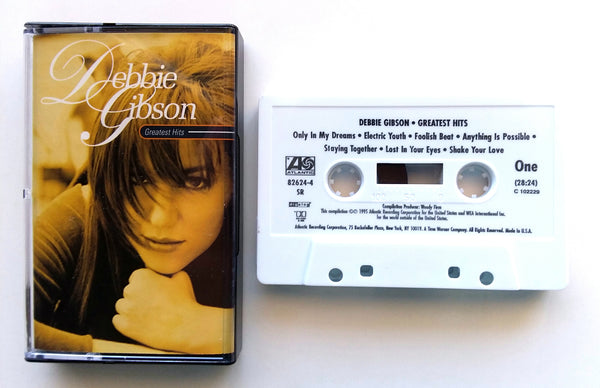 Debbie
Gibson
Greatest Hits
DEBBIE GIBSON • GREATEST HITS
Only In My Dreams • Electric Youth • Foolish Beat • Anything Is Possible •
Staying Together • Lost In Your Eyes • Shake Your Love
ATLANTIC
82624-4
SR
One
(28:24)
C 102229
Compilation Producer:
This compilation ℗© 1995 Atlantic Recording Corporation for the United States and WEA International Inc.
for the world outside of the United States.
Atlantic Recording Corporation, 75 Rockefeller Plaza, New York, NY 10019. A Time Warner Company. All Rights Reserved. Made In U.S.A.